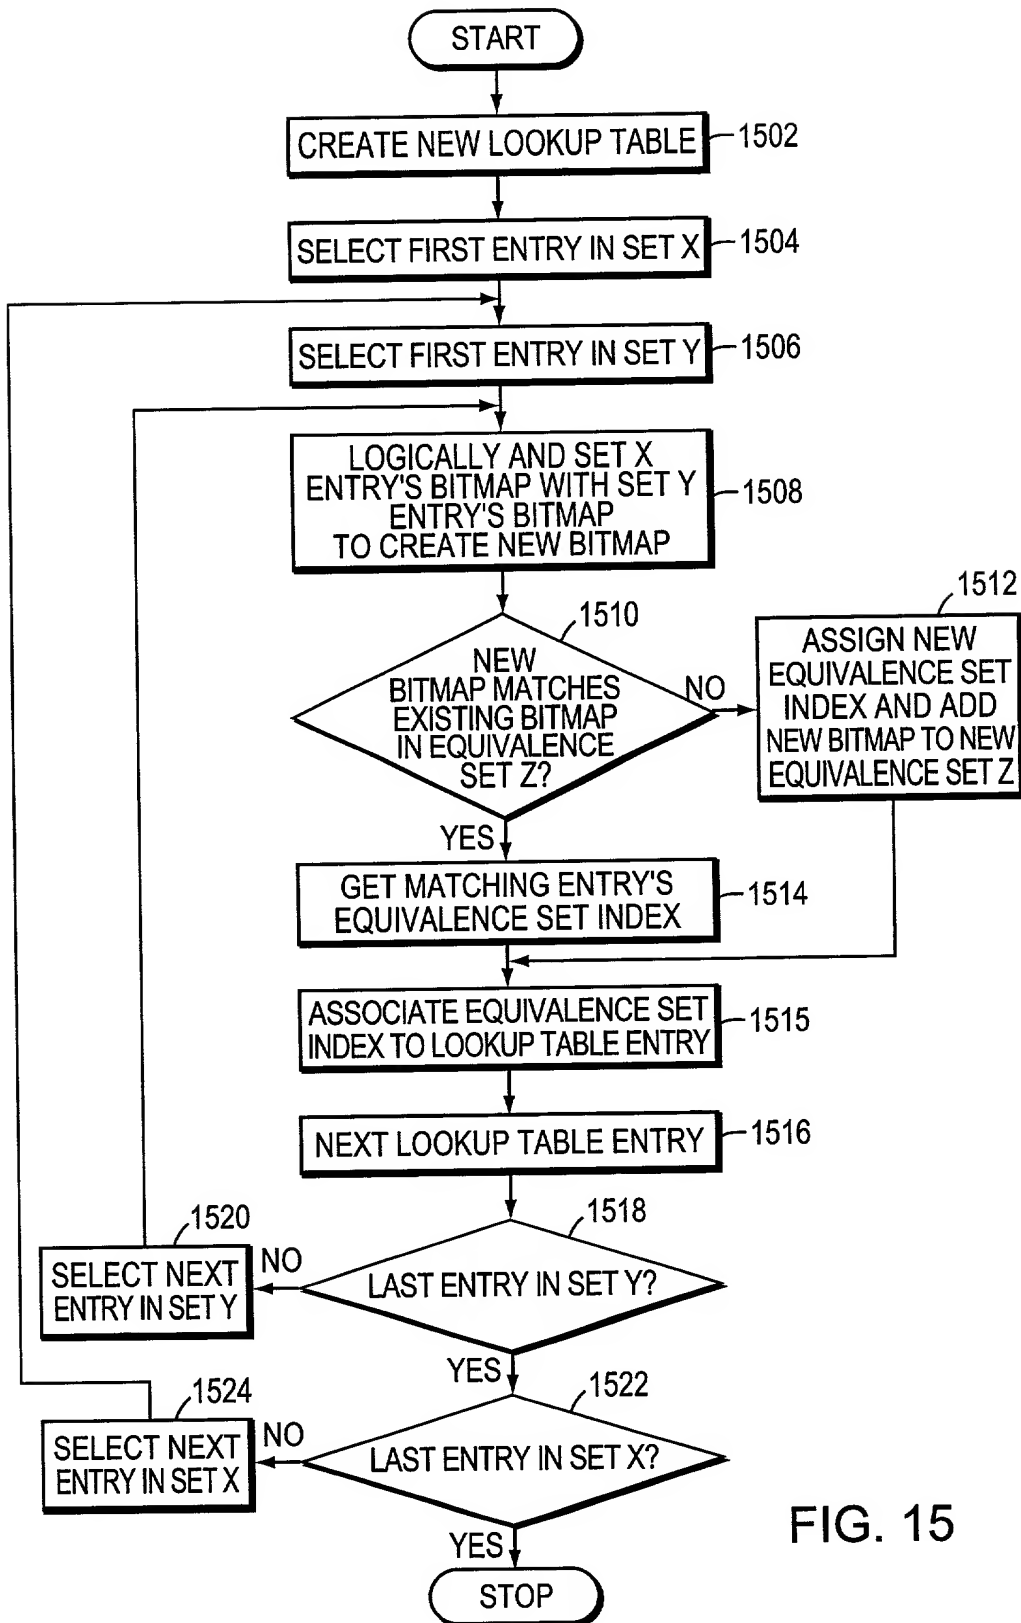 START
CREATE NEW LOOKUP TABLE
1502
SELECT FIRST ENTRY IN SET X
1504
SELECT FIRST ENTRY IN SET Y
1506
LOGICALLY AND SET X
ENTRY'S BITMAP WITH SET Y
ENTRY'S BITMAP
TO CREATE NEW BITMAP
1508
1510
NEW
BITMAP MATCHES
EXISTING BITMAP
IN EQUIVALENCE
SET Z?
NO
1512
ASSIGN NEW
EQUIVALENCE SET
INDEX AND ADD
NEW BITMAP TO NEW
EQUIVALENCE SET Z
YES
GET MATCHING ENTRY'S
EQUIVALENCE SET INDEX
1514
ASSOCIATE EQUIVALENCE SET
INDEX TO LOOKUP TABLE ENTRY
1515
NEXT LOOKUP TABLE ENTRY
1516
1518
LAST ENTRY IN SET Y?
NO
1520
SELECT NEXT
ENTRY IN SET Y
YES
1522
LAST ENTRY IN SET X?
NO
1524
SELECT NEXT
ENTRY IN SET X
YES
STOP
FIG. 15